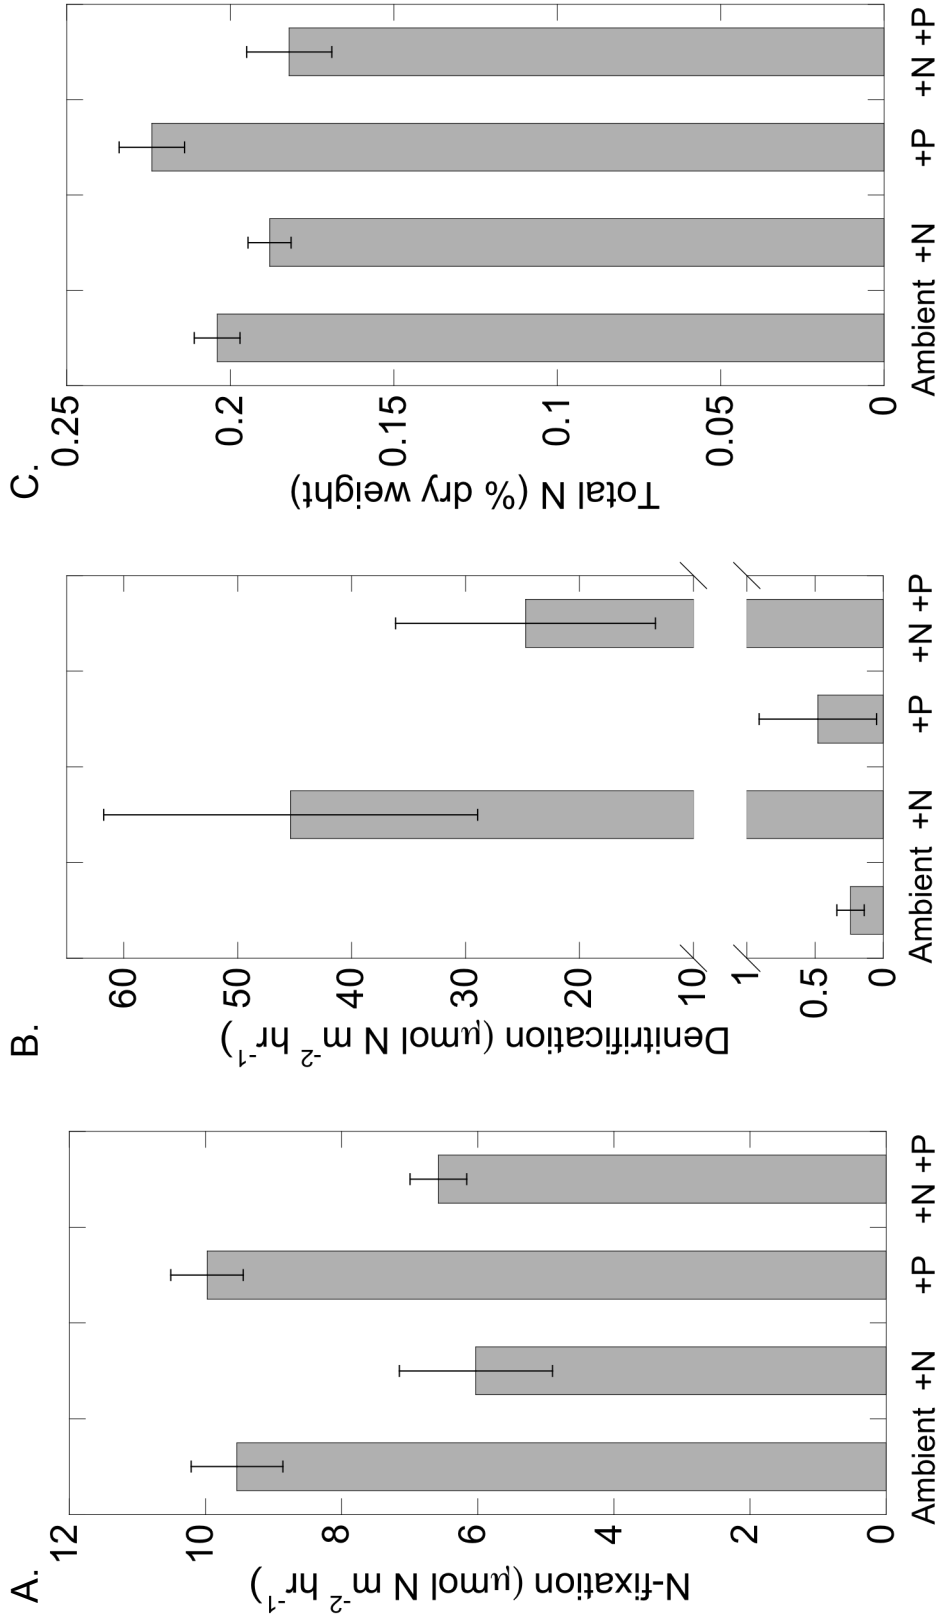 A.
N-fixation (μmol N m-2 hr-1)
12
10
8
6
4
2
0
Ambient +N +P +N +P
B.
Denitrification (μmol N m-2 hr-1)
60
50
40
30
20
10
1
0.5
0
Ambient +N +P +N +P
C.
Total N (% dry weight)
0.25
0.2
0.15
0.1
0.05
0
Ambient +N +P +N +P